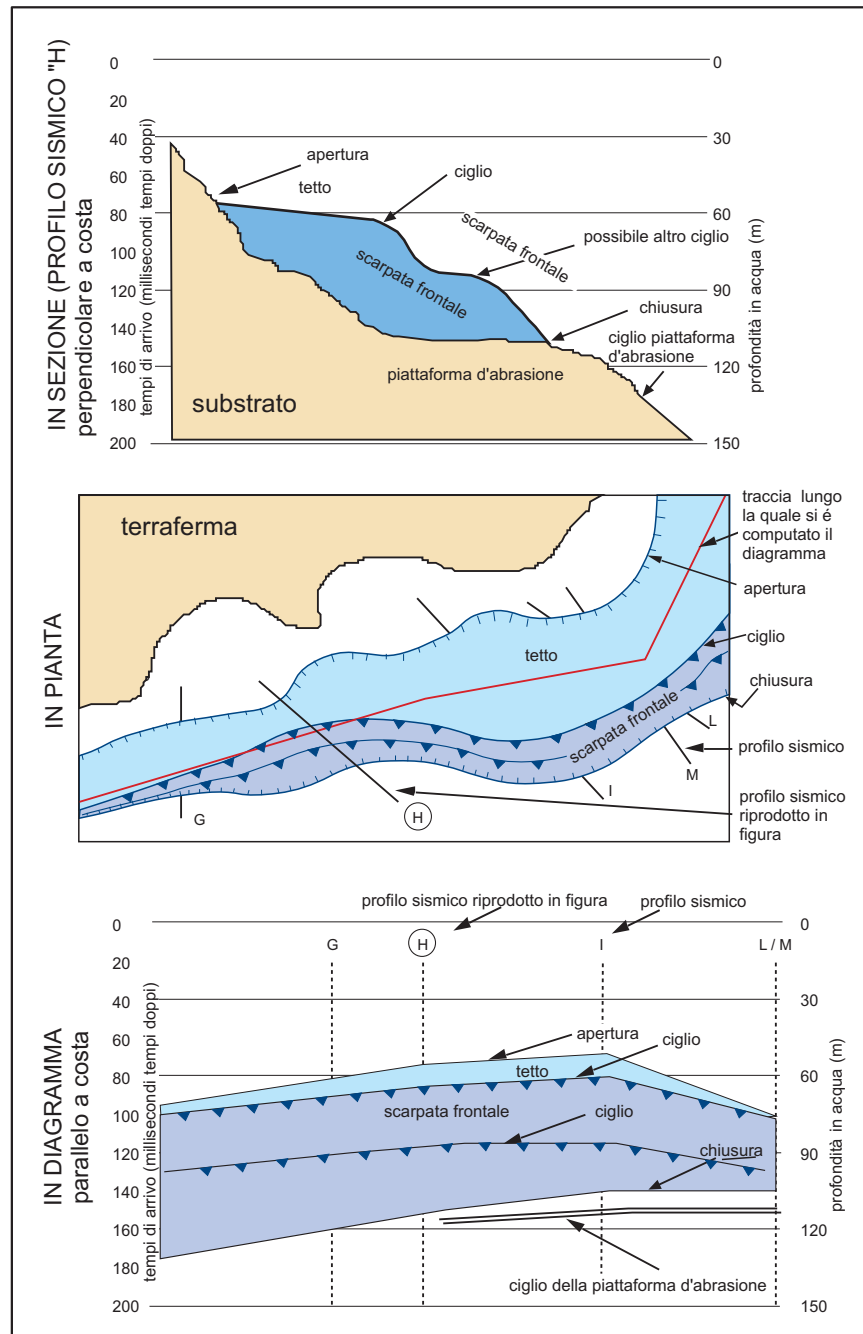 IN SEZIONE (PROFILO SISMICO "H)
perpendicolare a costa
tempi di arrivo (millisecondi tempi doppi)
0
20
40
60
80
100
120
140
160
180
200
0
30
60
90
120
150
profondità in acqua (m)
apertura
tetto
ciglio
scarpata frontale
possibile altro ciglio
scarpata frontale
chiusura
ciglio piattaforma
d'abrasione
piattaforma d'abrasione
substrato
IN PIANTA
terraferma
traccia lungo
la quale si é
computato il
diagramma
apertura
tetto
ciglio
chiusura
scarpata frontale
L
profilo sismico
M
I
profilo sismico
riprodotto in
figura
G
H
IN DIAGRAMMA
parallelo a costa
tempi di arrivo (millisecondi tempi doppi)
profilo sismico riprodotto in figura
profilo sismico
0
20
40
60
80
100
120
140
160
180
200
0
30
60
90
120
150
profondità in acqua (m)
G
H
I
L / M
apertura
ciglio
tetto
scarpata frontale
ciglio
chiusura
ciglio della piattaforma d'abrasione